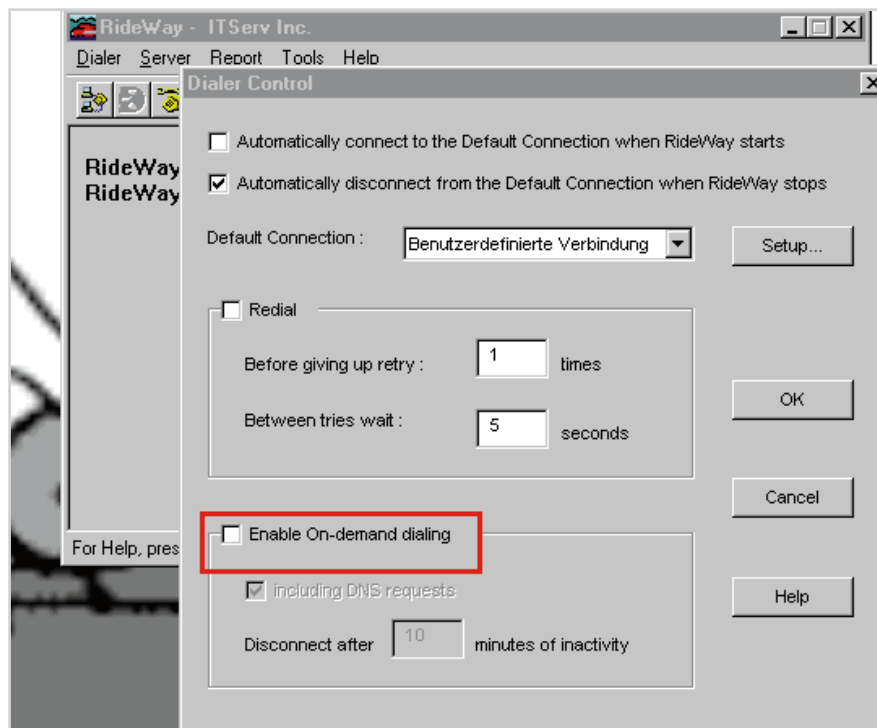 RideWay - ITServ Inc.
Dialer Server Report Tools Help
Dialer Control
RideWay
RideWay
Automatically connect to the Default Connection when RideWay starts
Automatically disconnect from the Default Connection when RideWay stops
Default Connection :
Benutzerdefinierte Verbindung
Setup...
Redial
Before giving up retry : 1 times
Between tries wait : 5 seconds
OK
Cancel
For Help, pres
Enable On-demand dialing
including DNS requests
Help
Disconnect after 10 minutes of inactivity